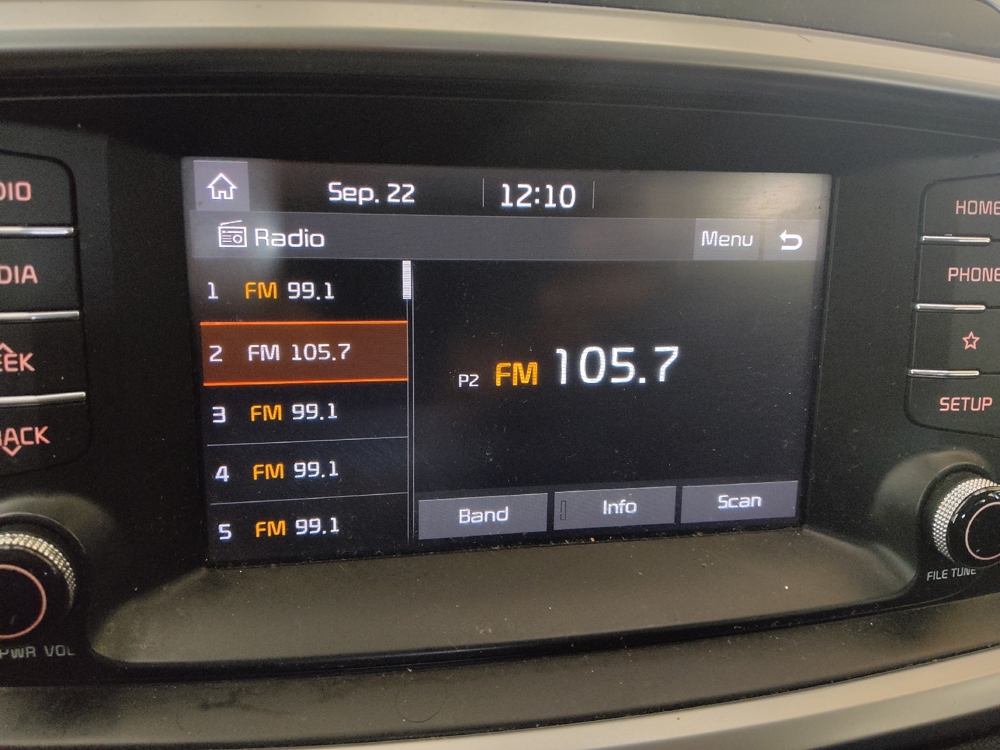 Sep. 22 12:10
Radio Menu
1 FM 99.1
2 FM 105.7
3 FM 99.1
4 FM 99.1
5 FM 99.1
P2 FM 105.7
Band Info Scan
DIO
DIA
EEK
ACK
PWR VOL
HOME
PHONE
SETUP
FILE TUNE